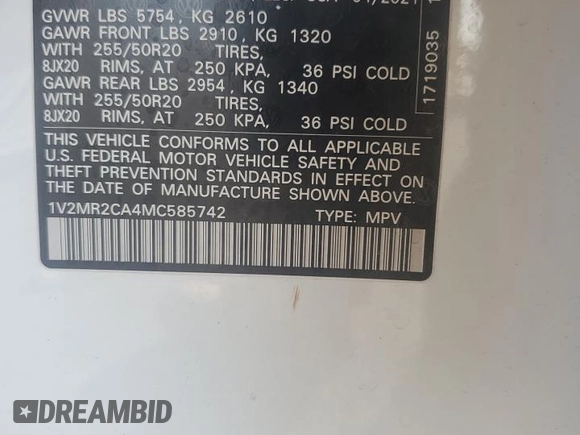 GVWR LBS 5754, KG 2610
GAWR FRONT LBS 2910, KG 1320
WITH 255/50R20 TIRES,
8JX20 RIMS, AT 250 KPA, 36 PSI COLD
GAWR REAR LBS 2954, KG 1340
WITH 255/50R20 TIRES,
8JX20 RIMS, AT 250 KPA, 36 PSI COLD
THIS VEHICLE CONFORMS TO ALL APPLICABLE
U.S. FEDERAL MOTOR VEHICLE SAFETY AND
THEFT PREVENTION STANDARDS IN EFFECT ON
THE DATE OF MANUFACTURE SHOWN ABOVE.
1V2MR2CA4MC585742 TYPE: MPV
1719035
DREAMBID